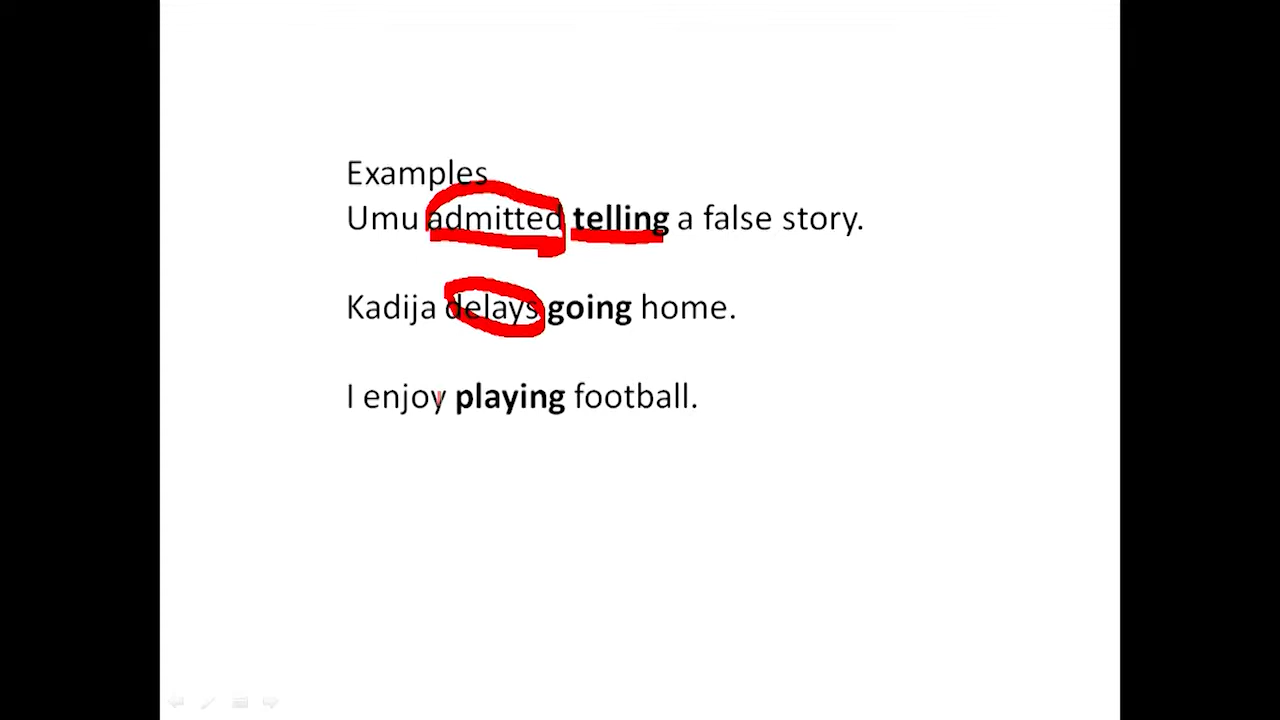 Examples
Umu admitted telling a false story.
Kadija delays going home.
I enjoy playing football.